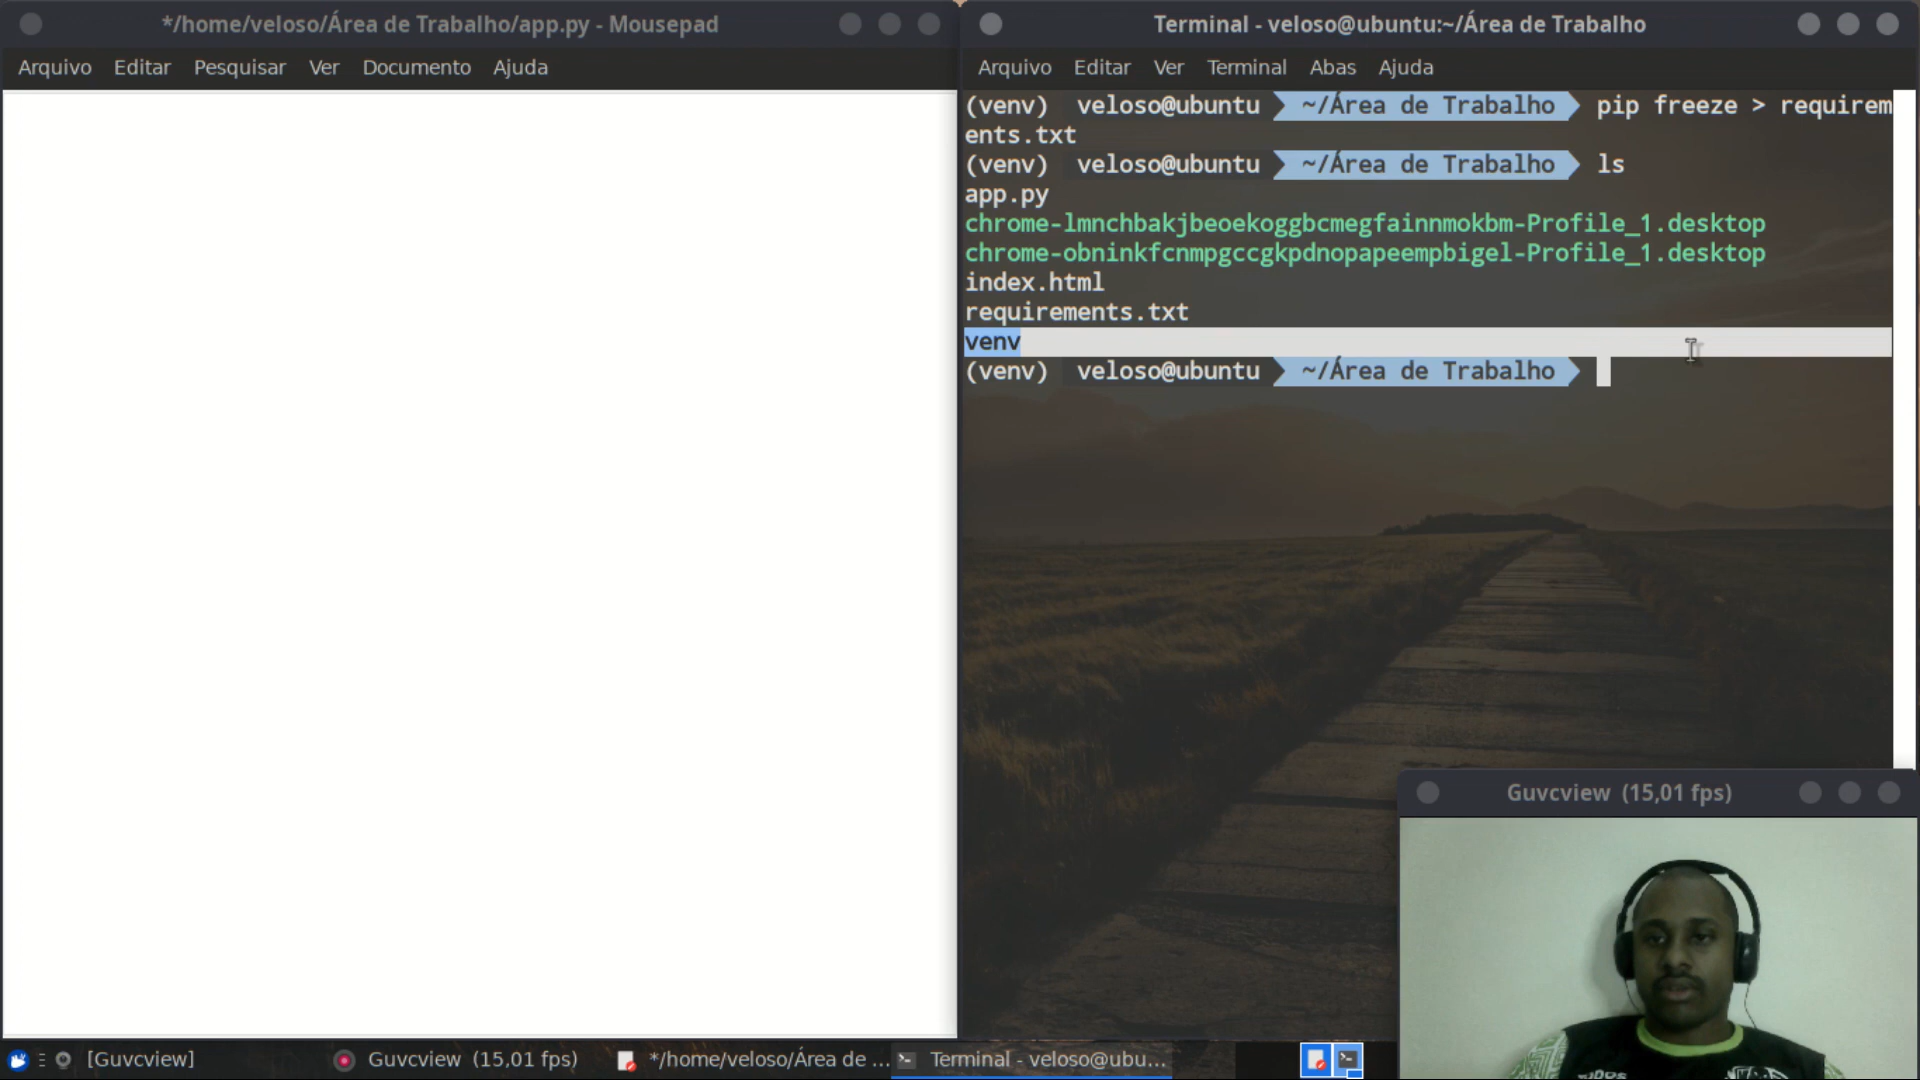 */home/veloso/Área de Trabalho/app.py - Mousepad
Arquivo Editar Pesquisar Ver Documento Ajuda
Terminal - veloso@ubuntu:~/Área de Trabalho
Arquivo Editar Ver Terminal Abas Ajuda
(venv) veloso@ubuntu ~/Área de Trabalho pip freeze > requirem
ents.txt
(venv) veloso@ubuntu ~/Área de Trabalho ls
app.py
chrome-lmnchbakjbeoekoggbcmegfainnmokbm-Profile_1.desktop
chrome-obninkfcnmpgccgkpdnopapeempbigel-Profile_1.desktop
index.html
requirements.txt
venv
(venv) veloso@ubuntu ~/Área de Trabalho
Guvcview (15,01 fps)
[Guvcview] Guvcview (15,01 fps) */home/veloso/Área de ... Terminal - veloso@ubu...